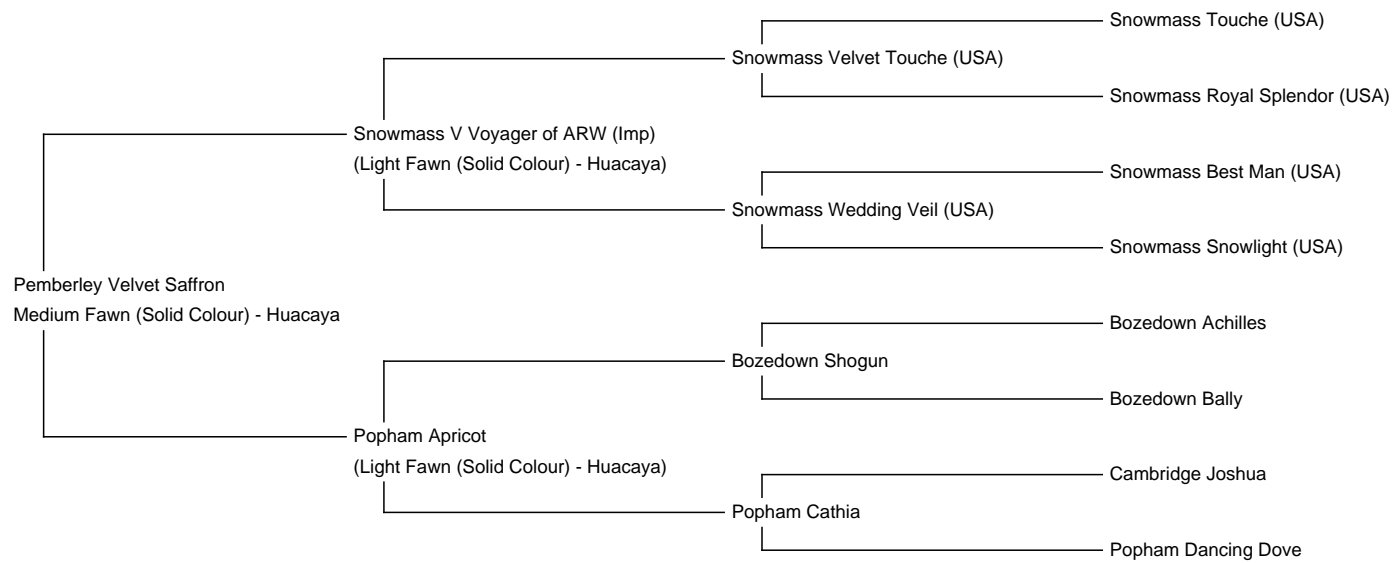 Snowmass Touche (USA)
Snowmass Velvet Touche (USA)
Snowmass Royal Splendor (USA)
Snowmass V Voyager of ARW (Imp)
(Light Fawn (Solid Colour) - Huacaya)
Snowmass Best Man (USA)
Snowmass Wedding Veil (USA)
Snowmass Snowlight (USA)
Pemberley Velvet Saffron
Medium Fawn (Solid Colour) - Huacaya
Bozedown Achilles
Bozedown Shogun
Bozedown Bally
Popham Apricot
(Light Fawn (Solid Colour) - Huacaya)
Cambridge Joshua
Popham Cathia
Popham Dancing Dove